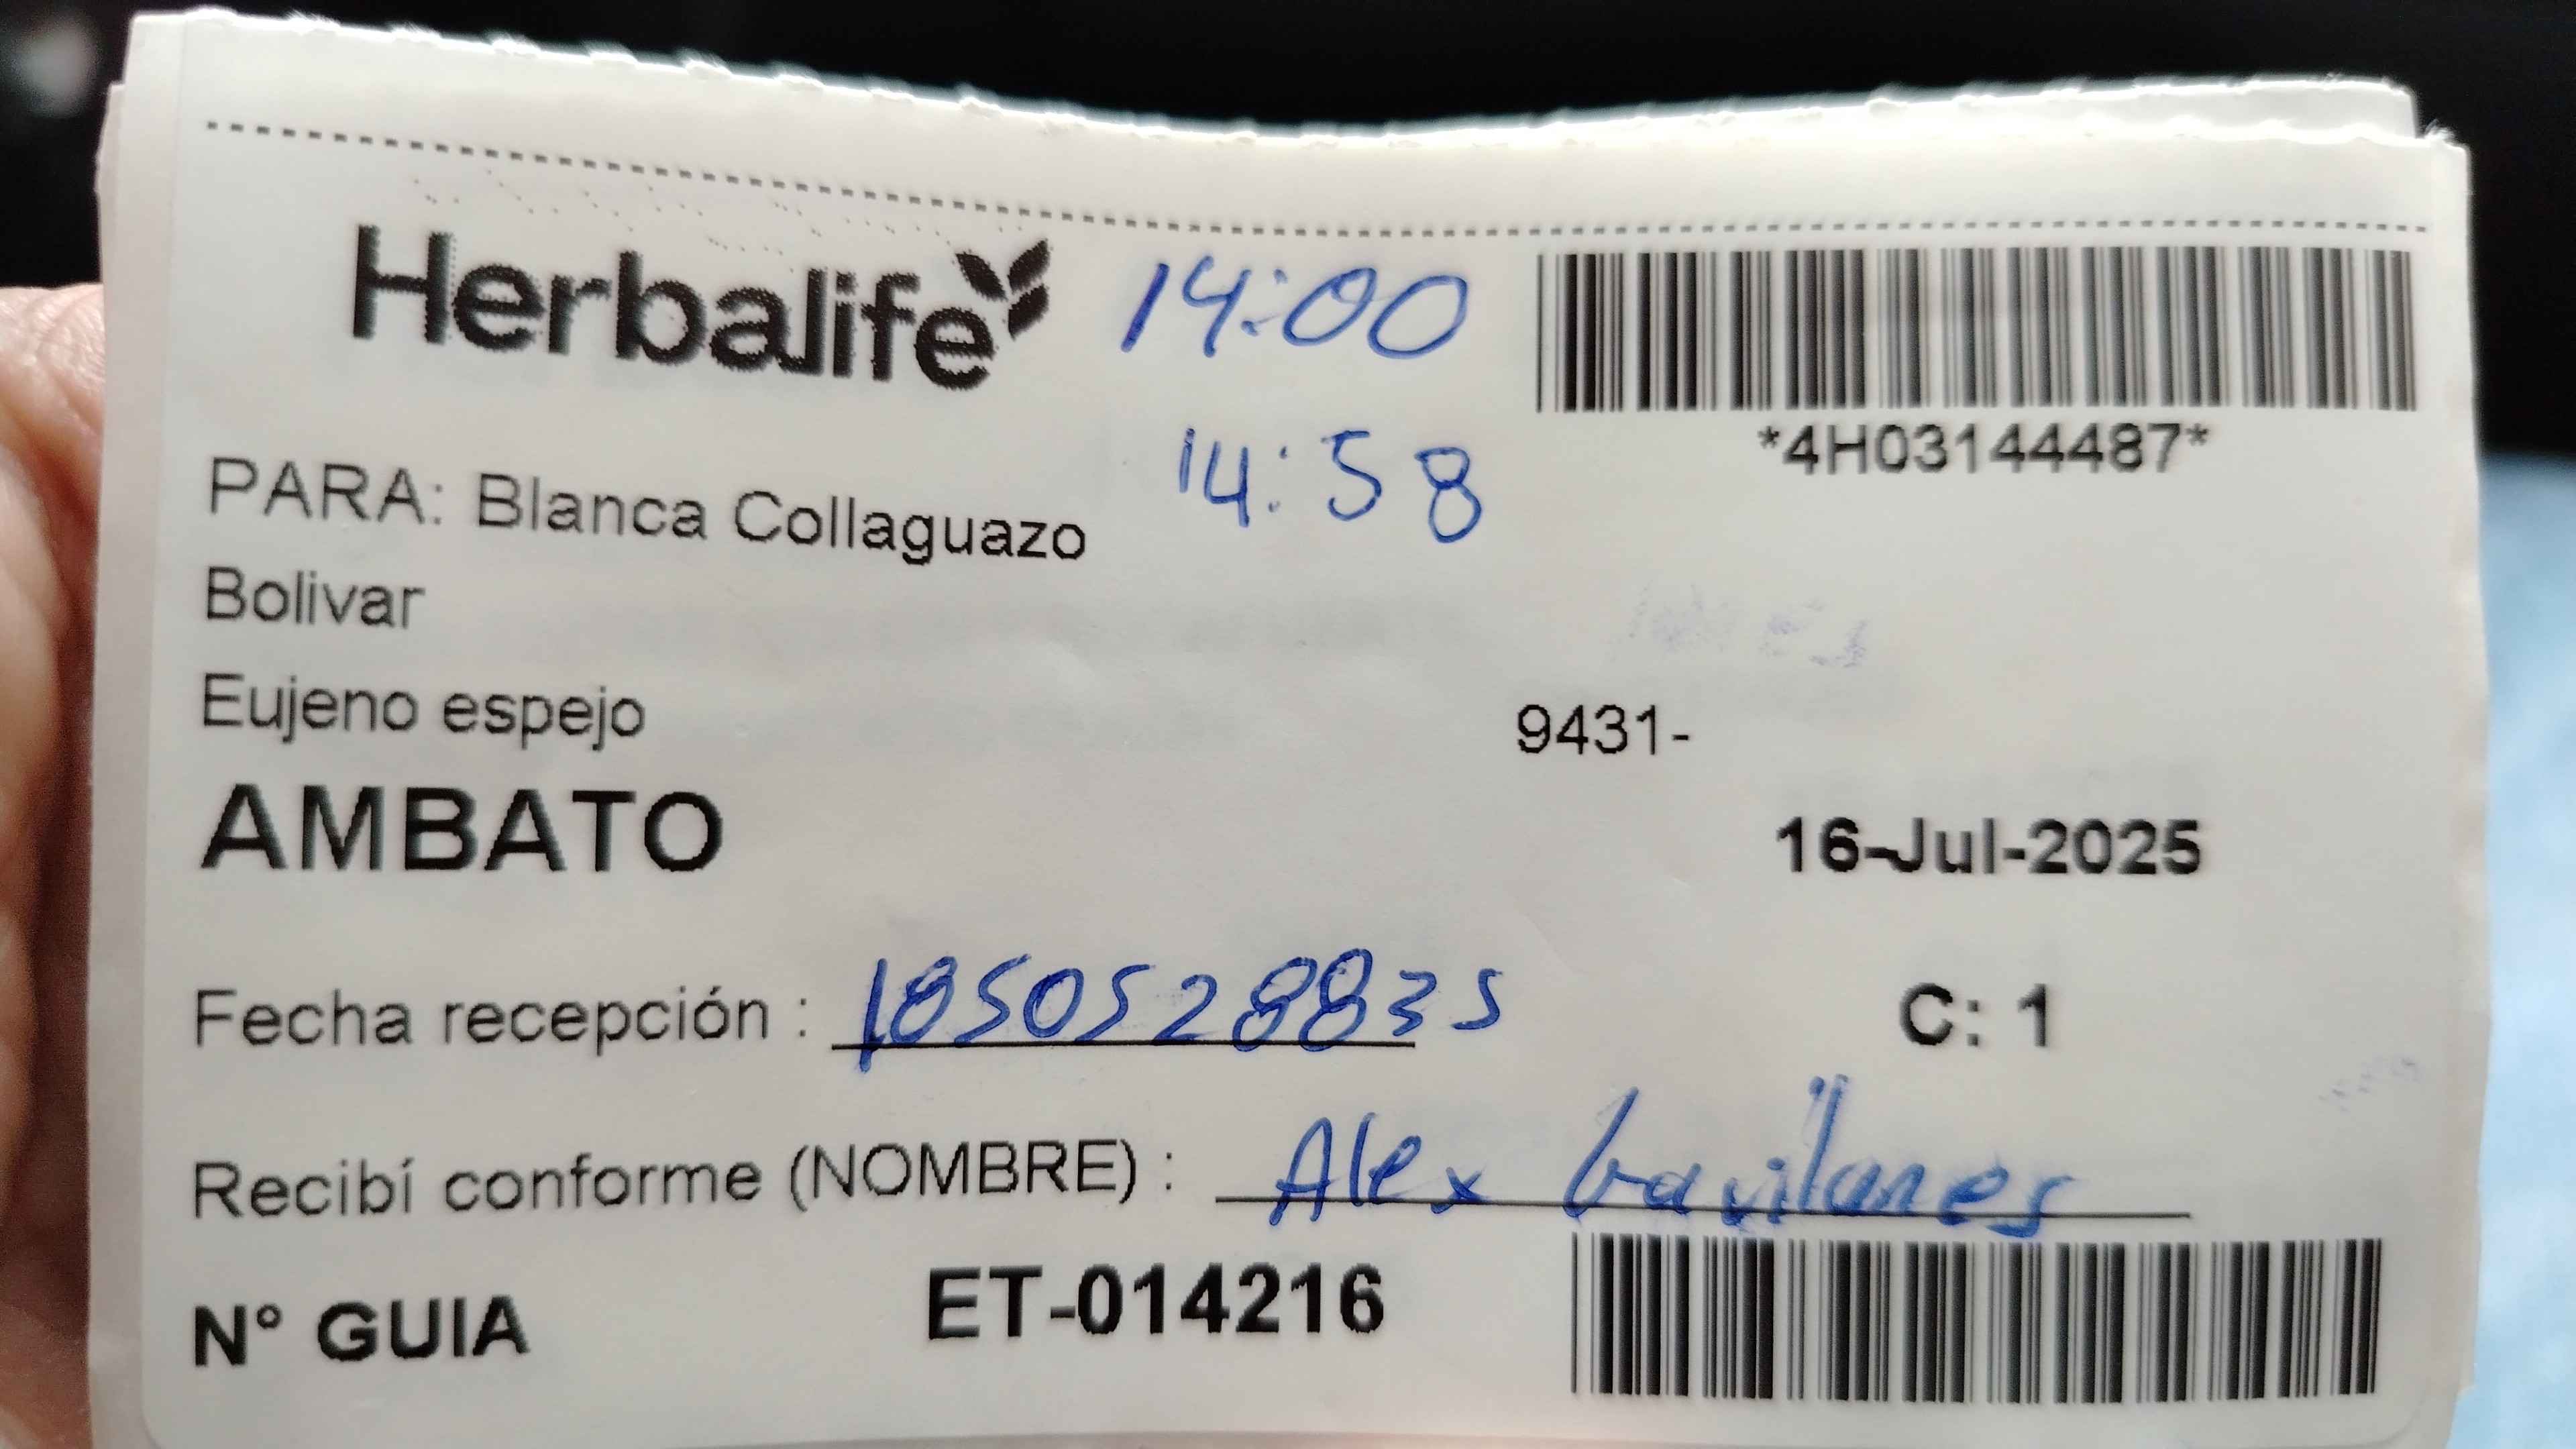 Herbalife 14:00
*4H03144487*
14:58
PARA: Blanca Collaguazo
Bolivar
Eujeno espejo 9431-
AMBATO 16-Jul-2025
Fecha recepción : 1850528835 C: 1
Recibí conforme (NOMBRE) : Alex Gavilanes
N° GUIA ET-014216